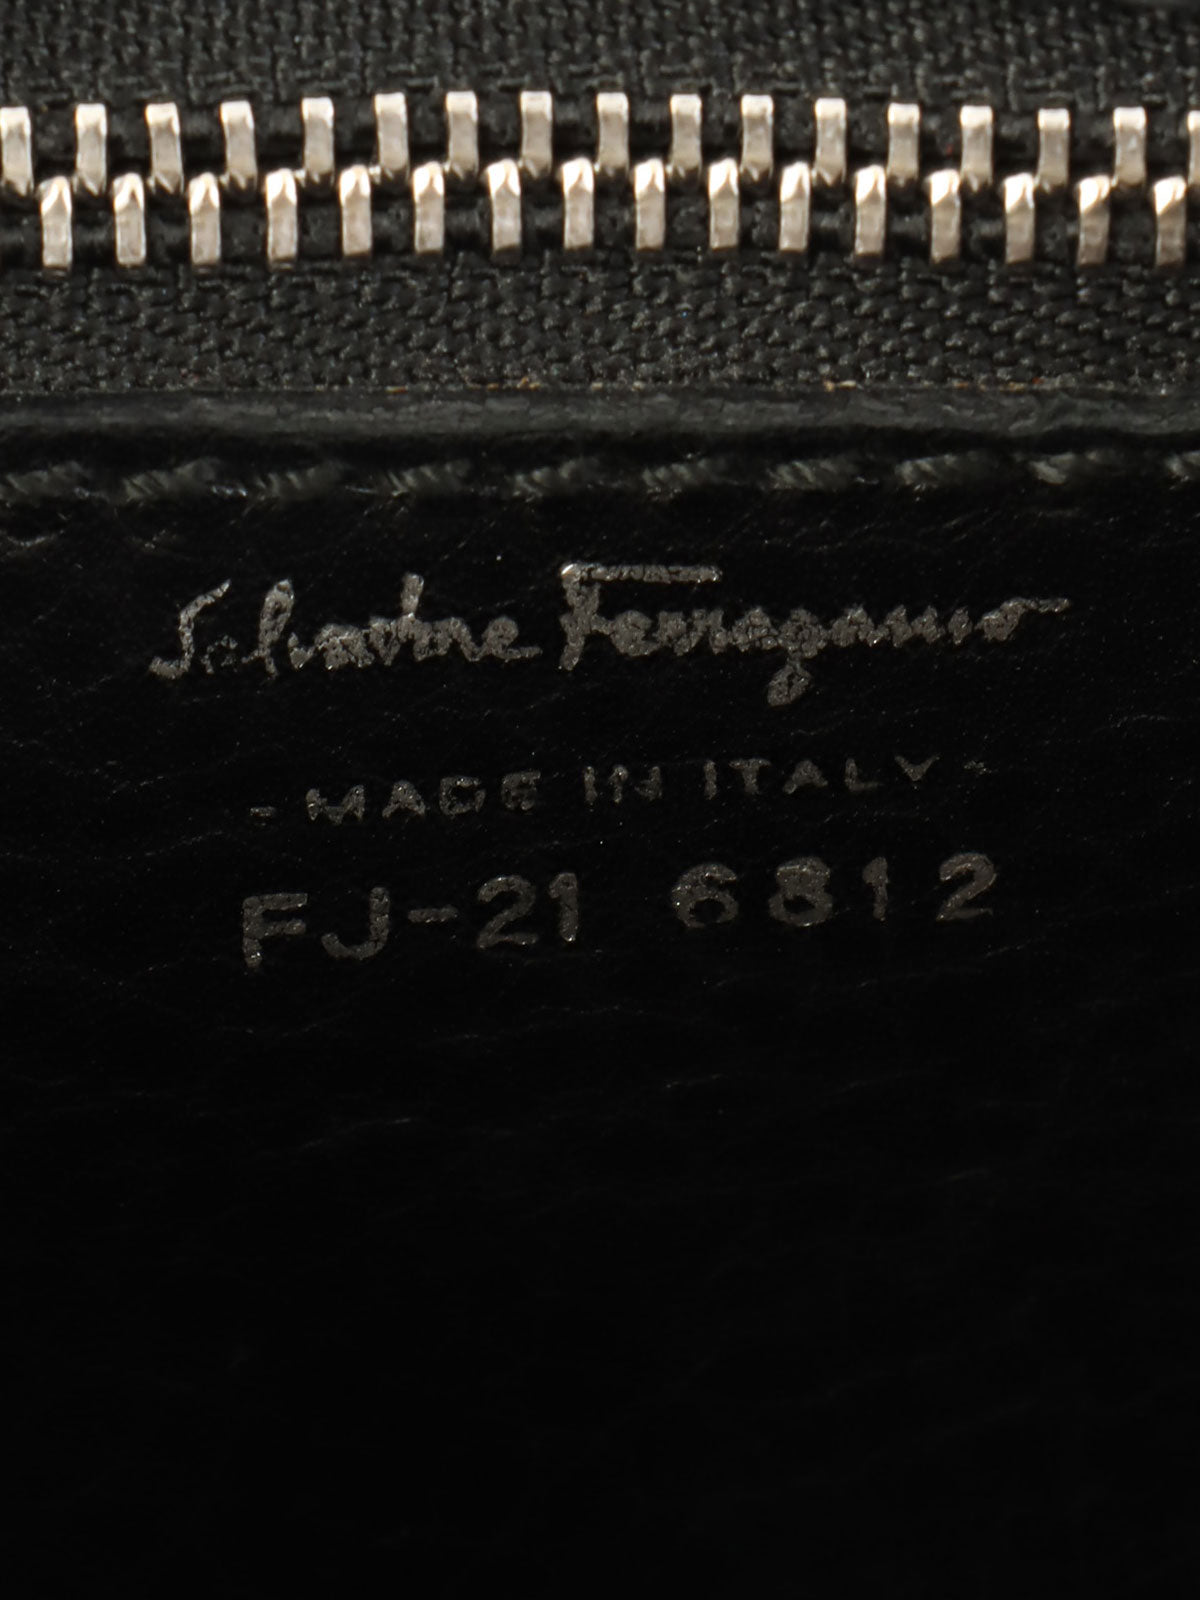 Salvatore Ferragamo
- MADE IN ITALY -
FJ-21 6812